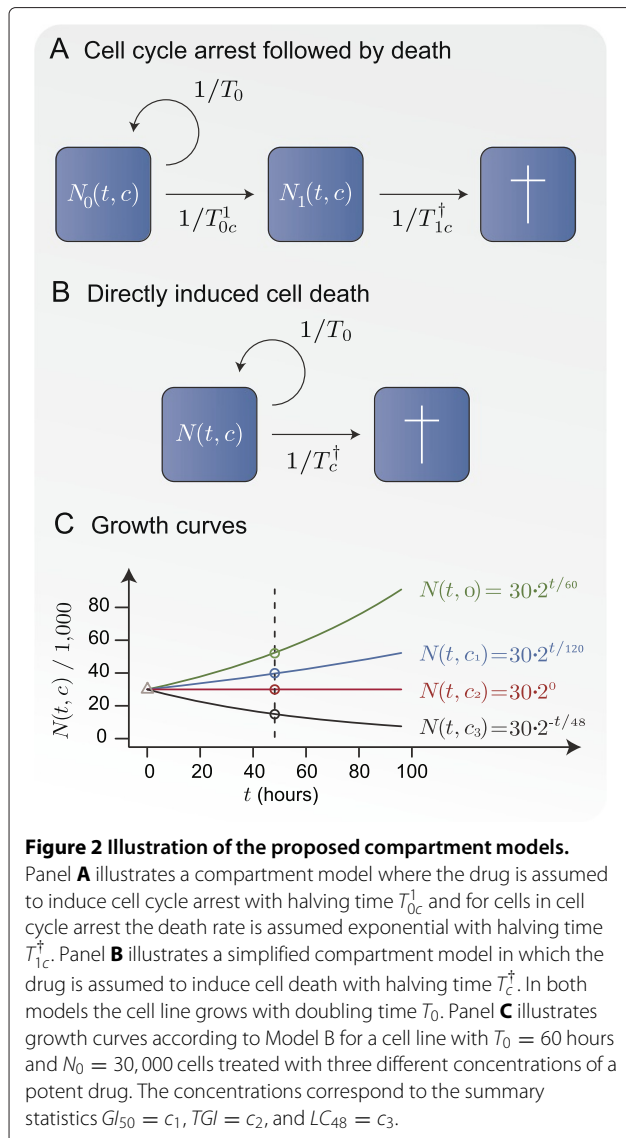 A Cell cycle arrest followed by death
1/T₀
N₀(t, c)
N₁(t, c)
1/T¹₀c
1/T†₁c
B Directly induced cell death
1/T₀
N(t, c)
1/T†c
C Growth curves
N(t, c) / 1,000
80
60
40
20
0
0 20 40 60 80 100
t (hours)
N(t, 0) = 30·2^t/60
N(t, c₁)=30·2^t/120
N(t, c₂)=30·2^0
N(t, c₃)=30·2^-t/48
Figure 2 Illustration of the proposed compartment models.
Panel A illustrates a compartment model where the drug is assumed
to induce cell cycle arrest with halving time T¹₀c and for cells in cell
cycle arrest the death rate is assumed exponential with halving time
T†₁c. Panel B illustrates a simplified compartment model in which the
drug is assumed to induce cell death with halving time T†c. In both
models the cell line grows with doubling time T₀. Panel C illustrates
growth curves according to Model B for a cell line with T₀ = 60 hours
and N₀ = 30, 000 cells treated with three different concentrations of a
potent drug. The concentrations correspond to the summary
statistics GI₅₀ = c₁, TGI = c₂, and LC₄₈ = c₃.